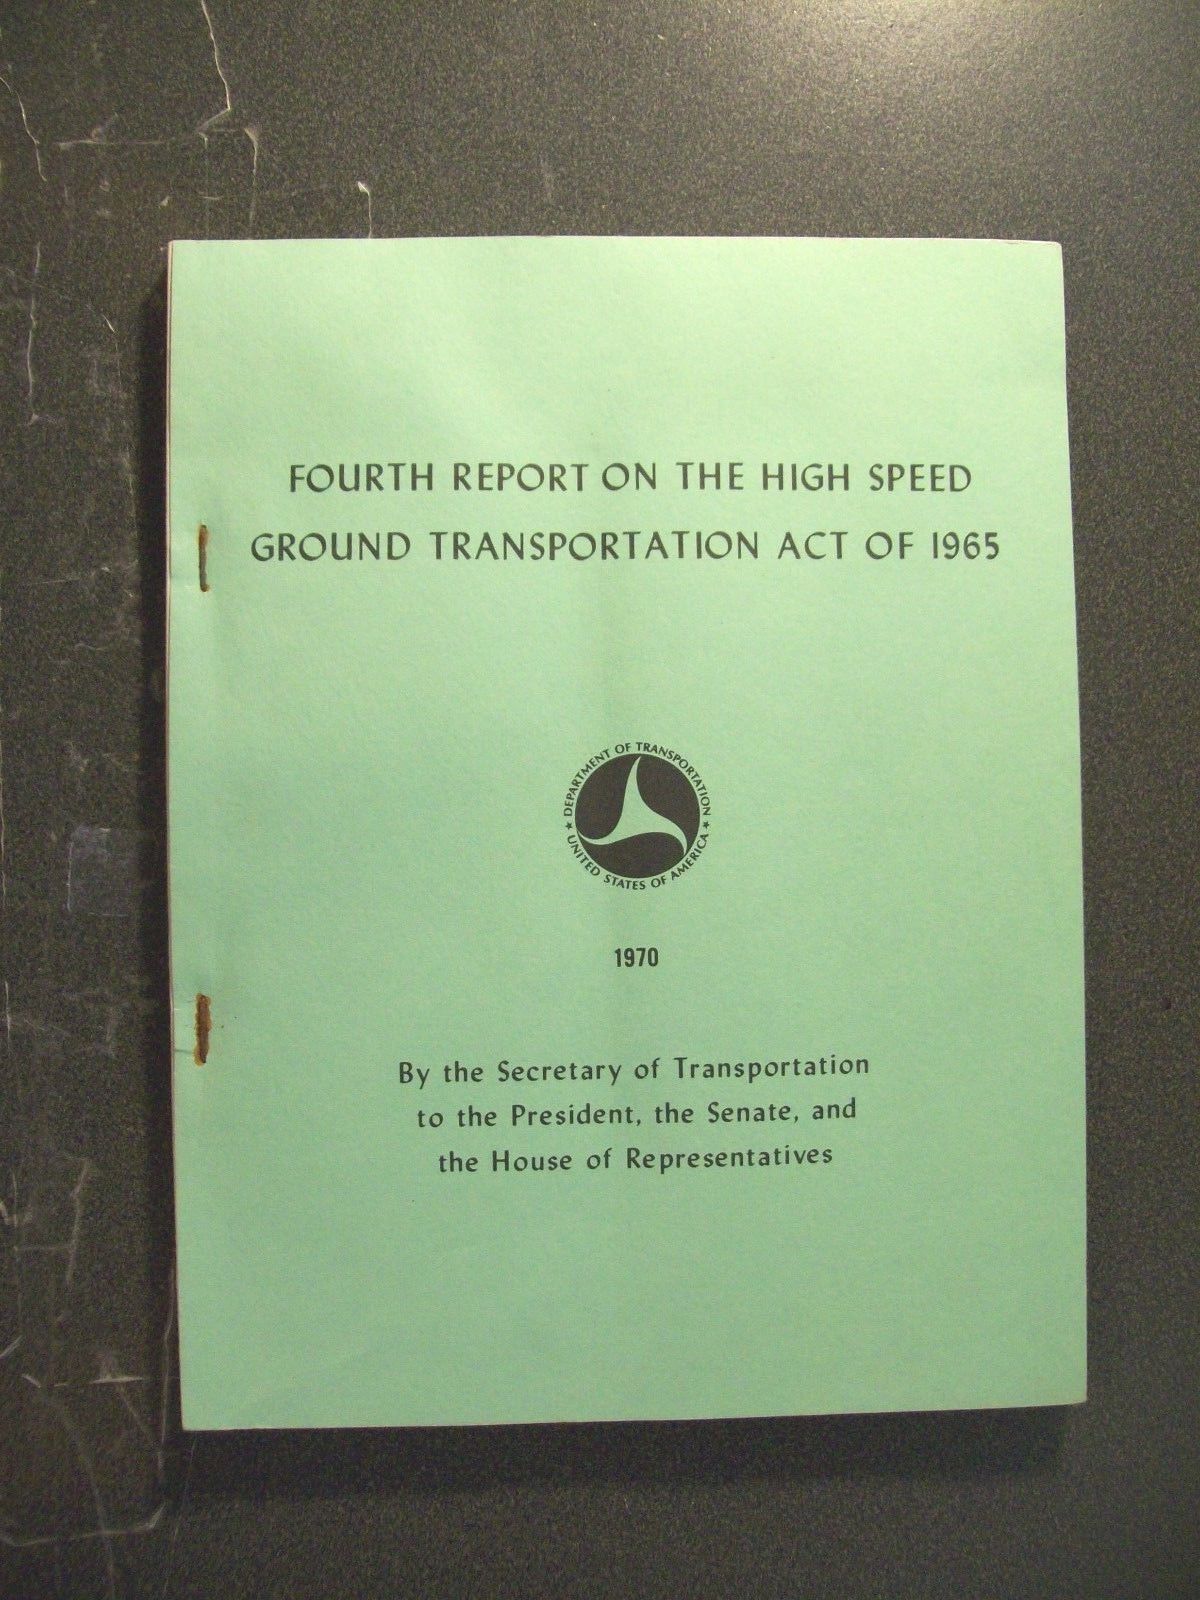 FOURTH REPORT ON THE HIGH SPEED
GROUND TRANSPORTATION ACT OF 1965
DEPARTMENT OF TRANSPORTATION
★ UNITED STATES OF AMERICA ★
1970
By the Secretary of Transportation
to the President, the Senate, and
the House of Representatives